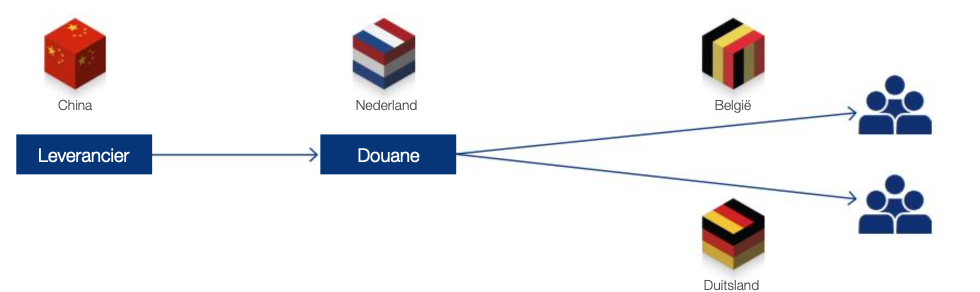 China
Nederland
België
Leverancier
Douane
Duitsland